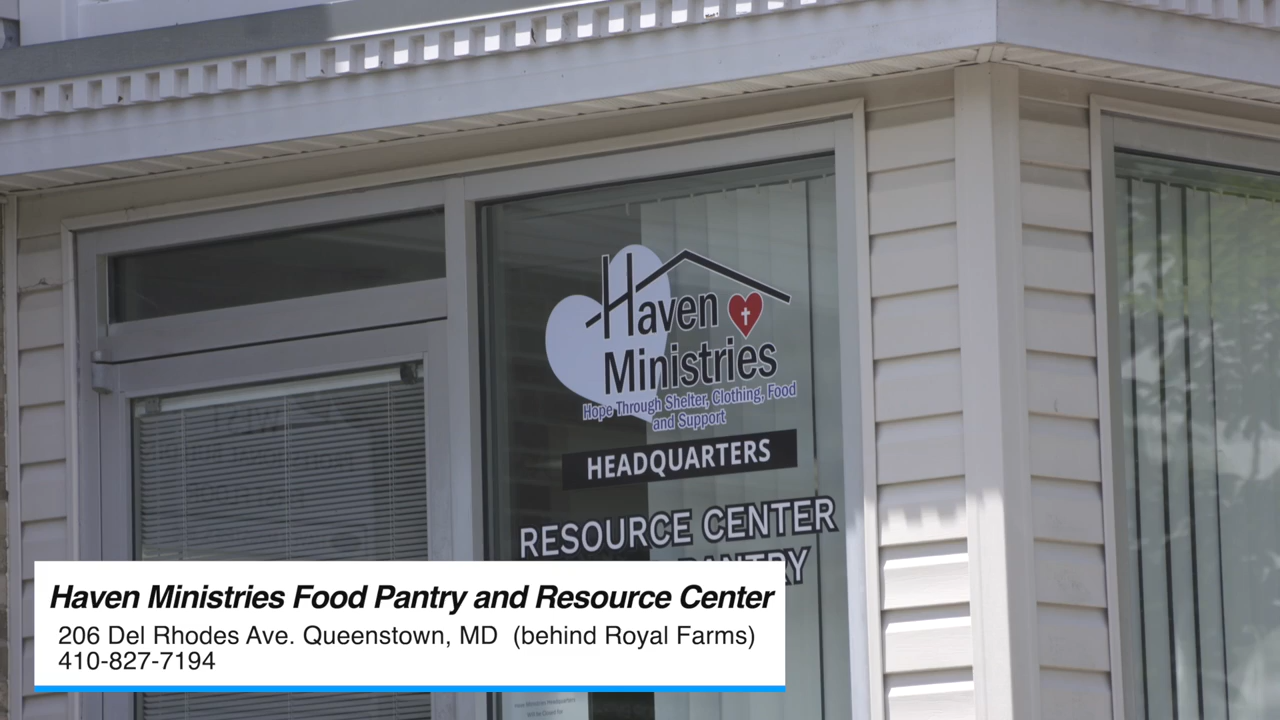 Haven
Ministries
Hope Through Shelter, Clothing, Food
and Support
HEADQUARTERS
RESOURCE CENTER
PANTRY
Haven Ministries Food Pantry and Resource Center
206 Del Rhodes Ave. Queenstown, MD (behind Royal Farms)
410-827-7194